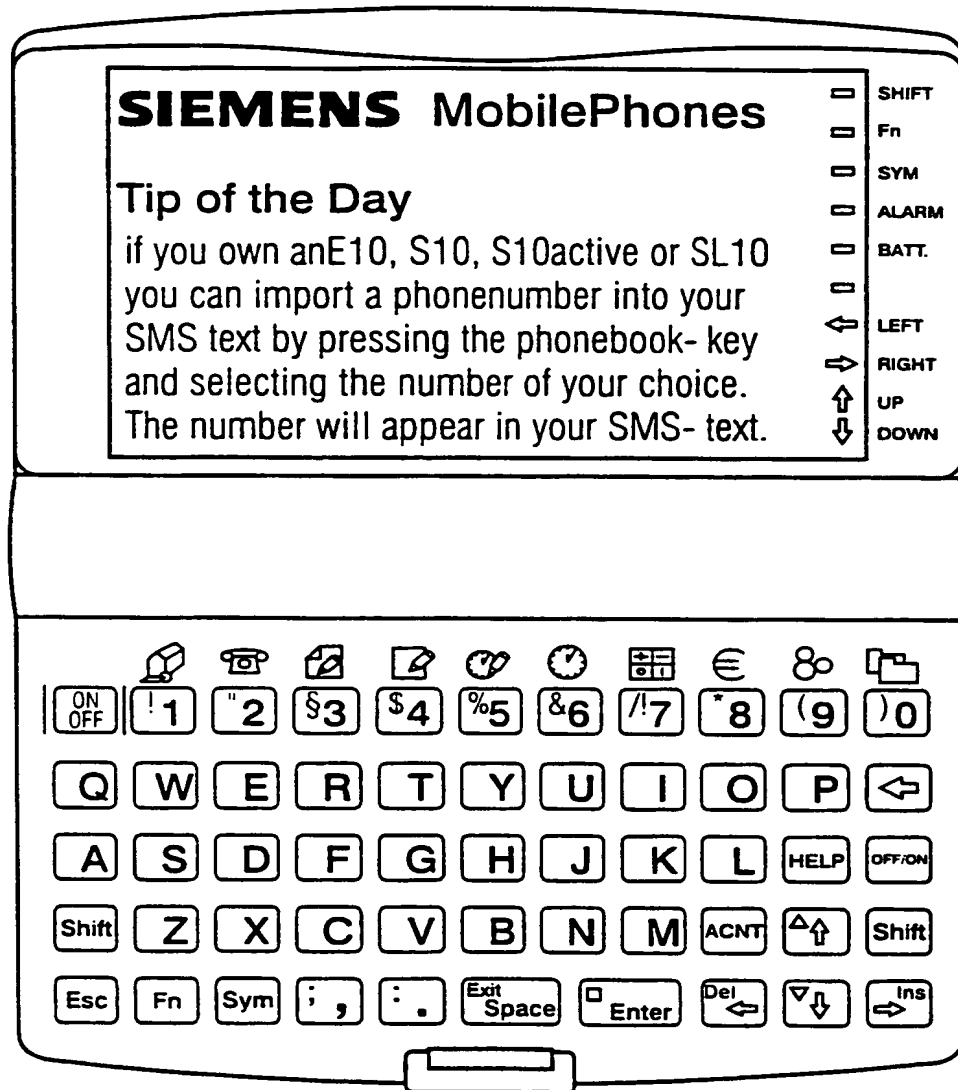 SIEMENS MobilePhones
Tip of the Day
if you own anE10, S10, S10active or SL10
you can import a phonenumber into your
SMS text by pressing the phonebook- key
and selecting the number of your choice.
The number will appear in your SMS- text.
SHIFT
Fn
SYM
ALARM
BATT.
LEFT
RIGHT
UP
DOWN
ON OFF ! 1 " 2 § 3 $ 4 % 5 & 6 /! 7 * 8 ( 9 ) 0
Q W E R T Y U I O P
A S D F G H J K L HELP OFF/ON
Shift Z X C V B N M ACNT Shift
Esc Fn Sym ; , : . Exit Space Enter Del Ins